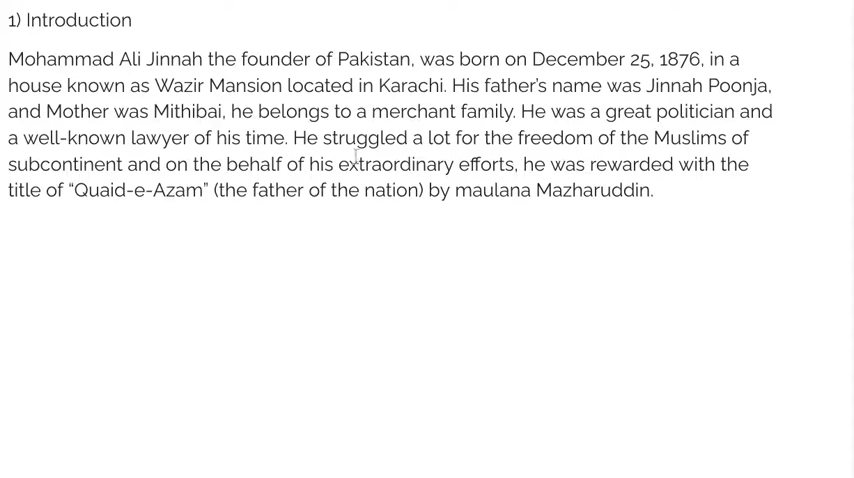 1) Introduction
Mohammad Ali Jinnah the founder of Pakistan, was born on December 25, 1876, in a
house known as Wazir Mansion located in Karachi. His father's name was Jinnah Poonja,
and Mother was Mithibai, he belongs to a merchant family. He was a great politician and
a well-known lawyer of his time. He struggled a lot for the freedom of the Muslims of
subcontinent and on the behalf of his extraordinary efforts, he was rewarded with the
title of “Quaid-e-Azam” (the father of the nation) by maulana Mazharuddin.